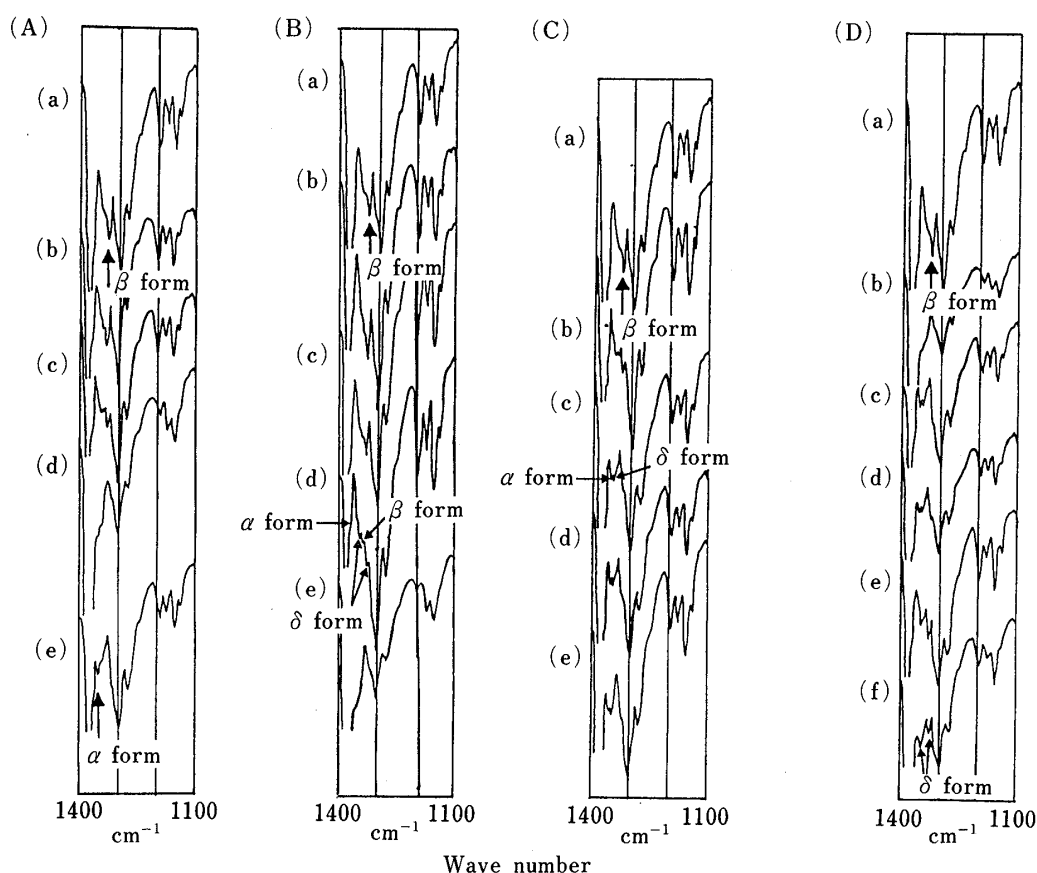 (A)
(a)
(b)
β form
(c)
(d)
(e)
α form
1400 1100
cm⁻¹
(B)
(a)
(b)
β form
(c)
(d)
α form
β form
(e)
δ form
1400 1100
cm⁻¹
(C)
(a)
β form
(b)
(c)
δ form
α form
(d)
(e)
1400 1100
cm⁻¹
(D)
(a)
(b)
β form
(c)
(d)
(e)
(f)
δ form
1400 1100
cm⁻¹
Wave number